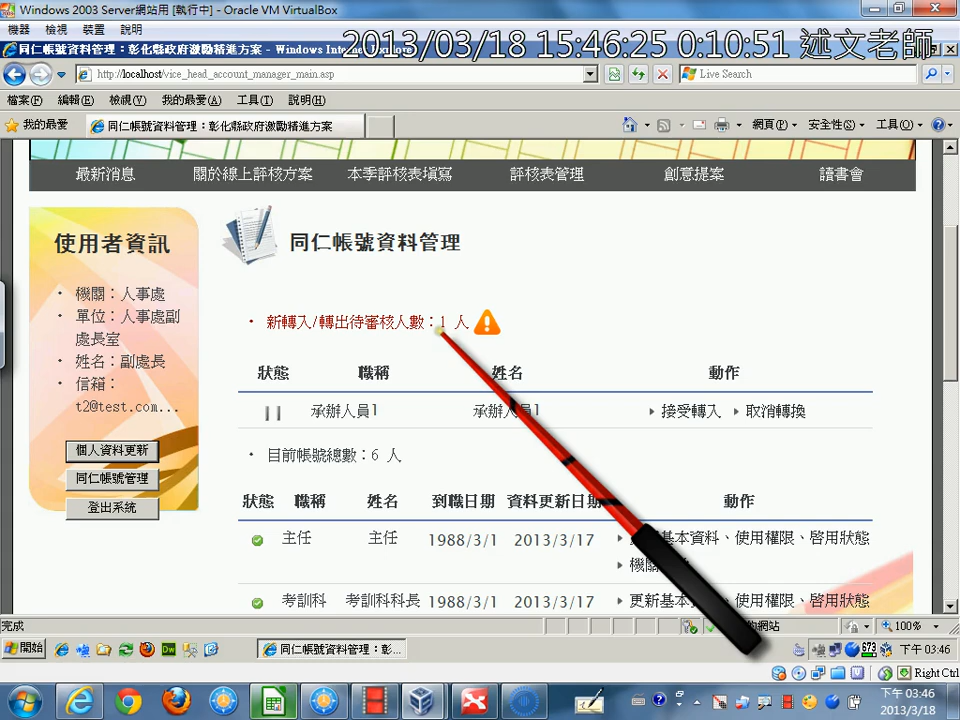 Windows 2003 Server網站用 [執行中] - Oracle VM VirtualBox
機器 檢視 裝置 說明
2013/03/18 15:46:25 0:10:51 述文老師
同仁帳號資料管理：彰化縣政府激勵精進方案 - Windows Internet Explorer
http://localhost/vice_head_account_manager_main.asp
Live Search
檔案(F) 編輯(E) 檢視(V) 我的最愛(A) 工具(T) 說明(H)
我的最愛 同仁帳號資料管理：彰化縣政府激勵精進方案 網頁(P) 安全性(S) 工具(O)
最新消息 關於線上評核方案 本季評核表填寫 評核表管理 創意提案 讀書會
使用者資訊
同仁帳號資料管理
• 機關：人事處
• 單位：人事處副
處長室
• 姓名：副處長
• 信箱：
t2@test.com...
個人資料更新
同仁帳號管理
登出系統
• 新轉入/轉出待審核人數：1 人
狀態 職稱 姓名 動作
承辦人員1 承辦人員1 接受轉入 取消轉換
• 目前帳號總數：6 人
狀態 職稱 姓名 到職日期 資料更新日期 動作
主任 主任 1988/3/1 2013/3/17 基本資料、使用權限、啓用狀態
機關
考訓科 考訓科科長 1988/3/1 2013/3/17 更新基本 使用權限、啓用狀態
完成 網站 100%
開始 同仁帳號資料管理：彰... 673 下午 03:46
Right Ctrl
下午 03:46
2013/3/18